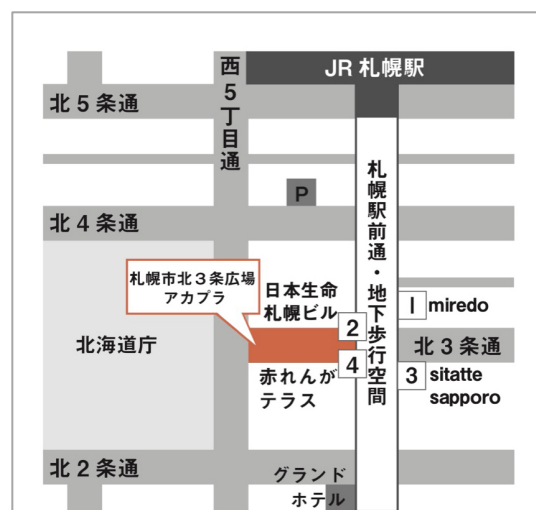 JR 札幌駅
西5丁目通
北5条通
札幌駅前通・地下歩行空間
P
北4条通
札幌市北3条広場
アカプラ
日本生命
札幌ビル
1 miredo
2
北海道庁
北3条通
4
赤れんが
テラス
3 sitatte
sapporo
北2条通
グランド
ホテル